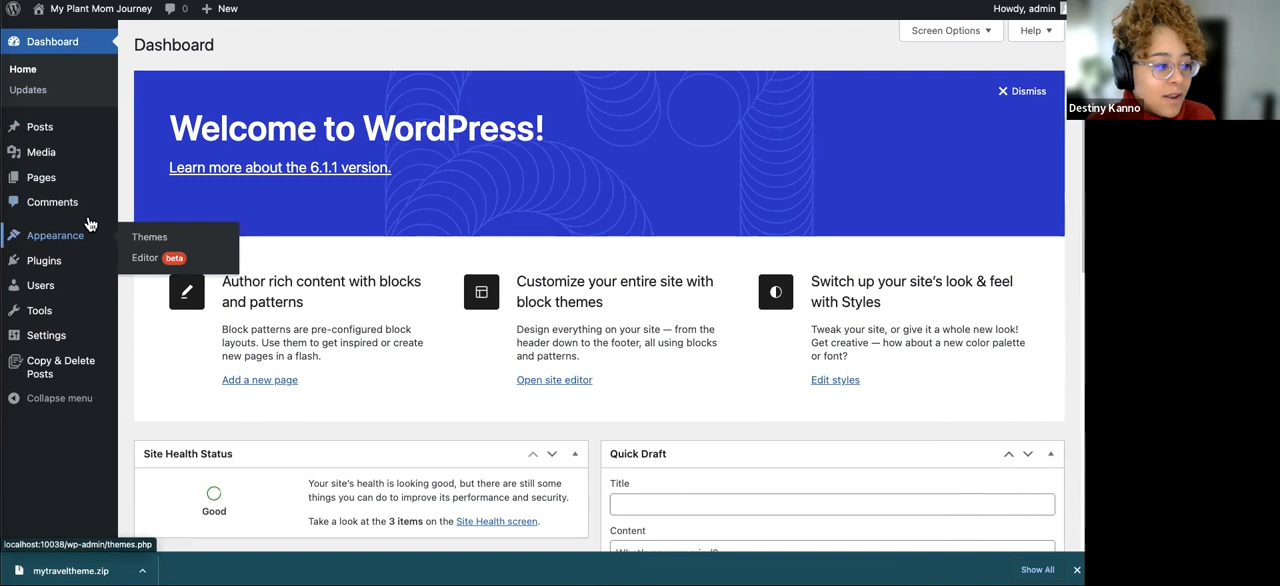 My Plant Mom Journey
0
New
Howdy, admin
Dashboard
Home
Updates
Posts
Media
Pages
Comments
Appearance
Plugins
Users
Tools
Settings
Copy & Delete
Posts
Collapse menu
Themes
Editor beta
Dashboard
Screen Options
Help
Dismiss
Welcome to WordPress!
Learn more about the 6.1.1 version.
Author rich content with blocks
and patterns
Block patterns are pre-configured block
layouts. Use them to get inspired or create
new pages in a flash.
Add a new page
Customize your entire site with
block themes
Design everything on your site — from the
header down to the footer, all using blocks
and patterns.
Open site editor
Switch up your site's look & feel
with Styles
Tweak your site, or give it a whole new look!
Get creative — how about a new color palette
or font?
Edit styles
Site Health Status
Good
Your site's health is looking good, but there are still some
things you can do to improve its performance and security.
Take a look at the 3 items on the Site Health screen.
Quick Draft
Title
Content
localhost:10038/wp-admin/themes.php
mytraveltheme.zip
Show All
Destiny Kanno